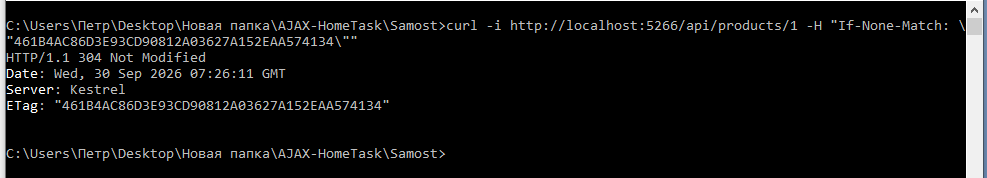 C:\Users\Петр\Desktop\Новая папка\AJAX-HomeTask\Samost>curl -i http://localhost:5266/api/products/1 -H "If-None-Match: \
"461B4AC86D3E93CD90812A03627A152EAA574134\""
HTTP/1.1 304 Not Modified
Date: Wed, 30 Sep 2026 07:26:11 GMT
Server: Kestrel
ETag: "461B4AC86D3E93CD90812A03627A152EAA574134"
C:\Users\Петр\Desktop\Новая папка\AJAX-HomeTask\Samost>